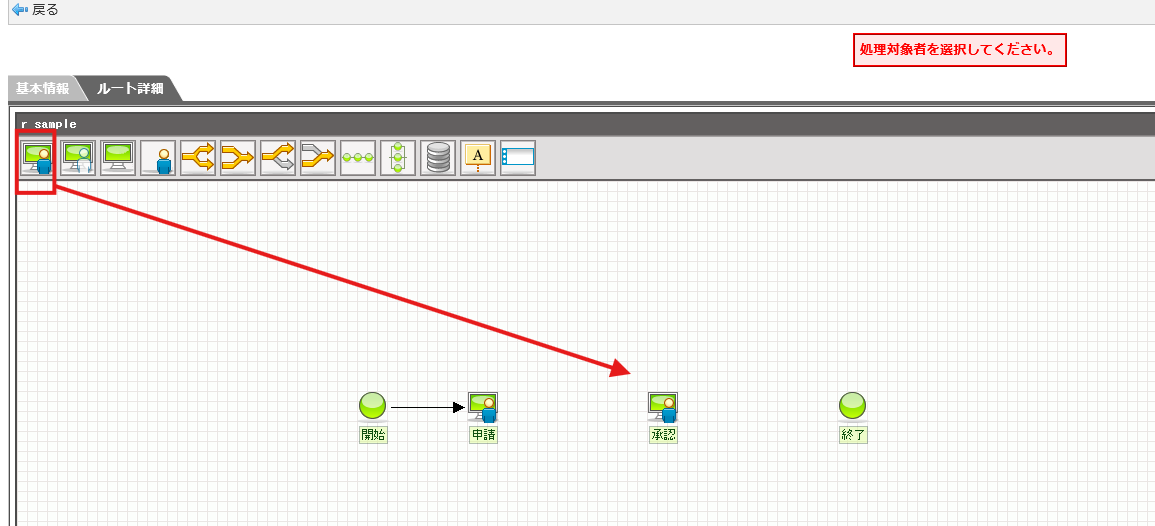 戻る
処理対象者を選択してください。
基本情報
ルート詳細
r_sample
A
開始
申請
承認
終了